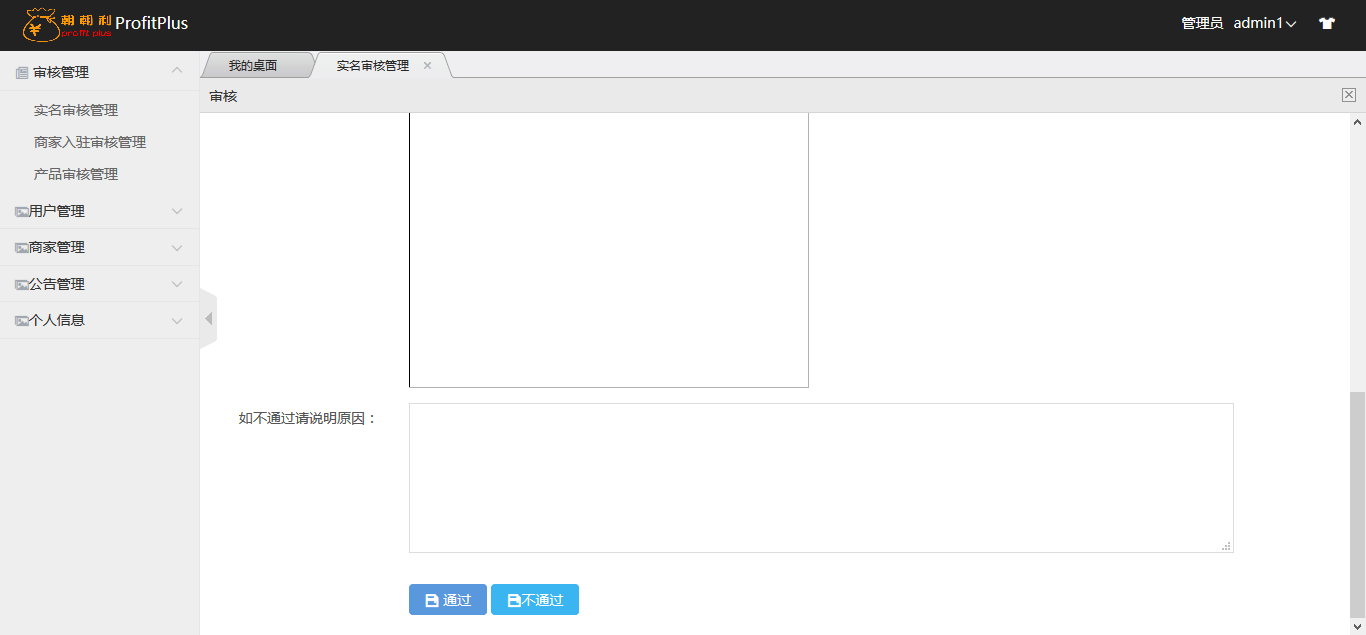 朝朝利 ProfitPlus
profit plus
管理员 admin1
审核管理
实名审核管理
商家入驻审核管理
产品审核管理
用户管理
商家管理
公告管理
个人信息
我的桌面
实名审核管理
审核
如不通过请说明原因：
通过
不通过